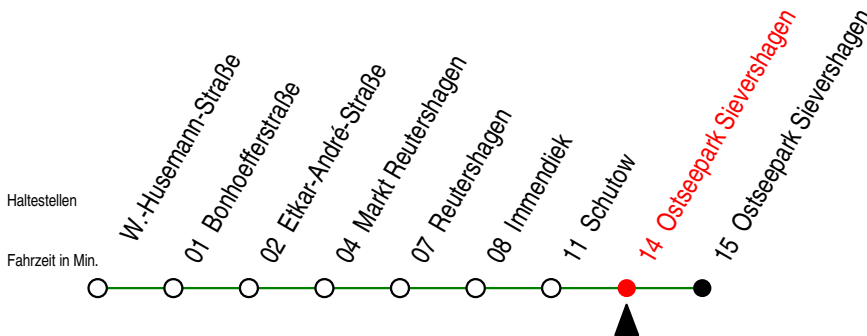 Haltestellen
Fahrzeit in Min.
W.-Husemann-Straße
01 Bonhoefferstraße
02 Etkar-André-Straße
04 Markt Reutershagen
07 Reutershagen
08 Immendiek
11 Schutow
14 Ostseepark Sievershagen
15 Ostseepark Sievershagen